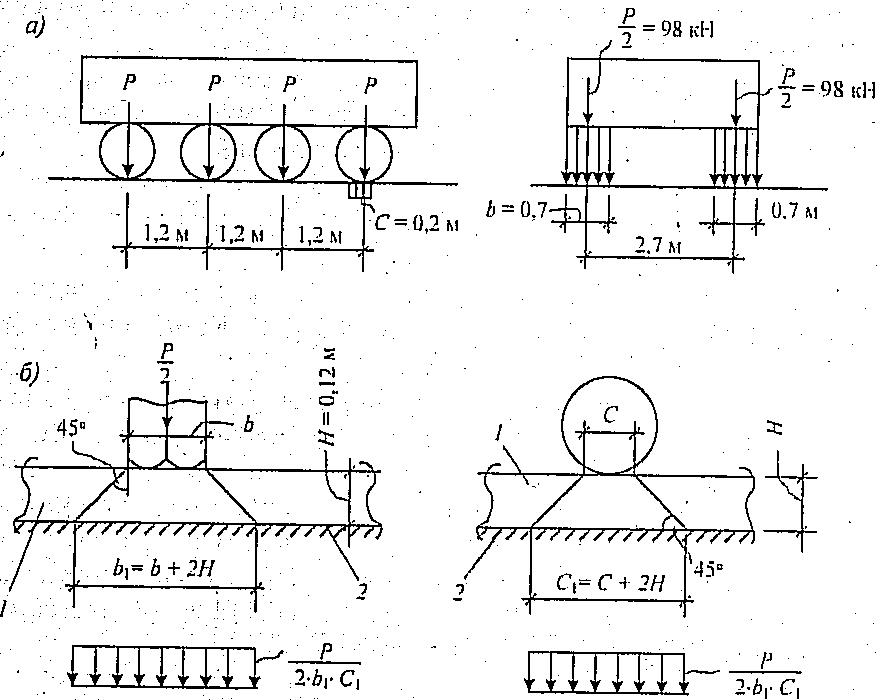 а)
P/2 = 98 кН
P P P P
P/2 = 98 кН
1,2 м 1,2 м 1,2 м C = 0,2 м
b = 0,7 0,7 м
2,7 м
б)
P/2
45°
b
H = 0,12 м
1
C
H
b₁= b + 2H
1
2
2
C₁= C + 2H
45°
P/2·b₁·C₁
P/2·b₁·C₁